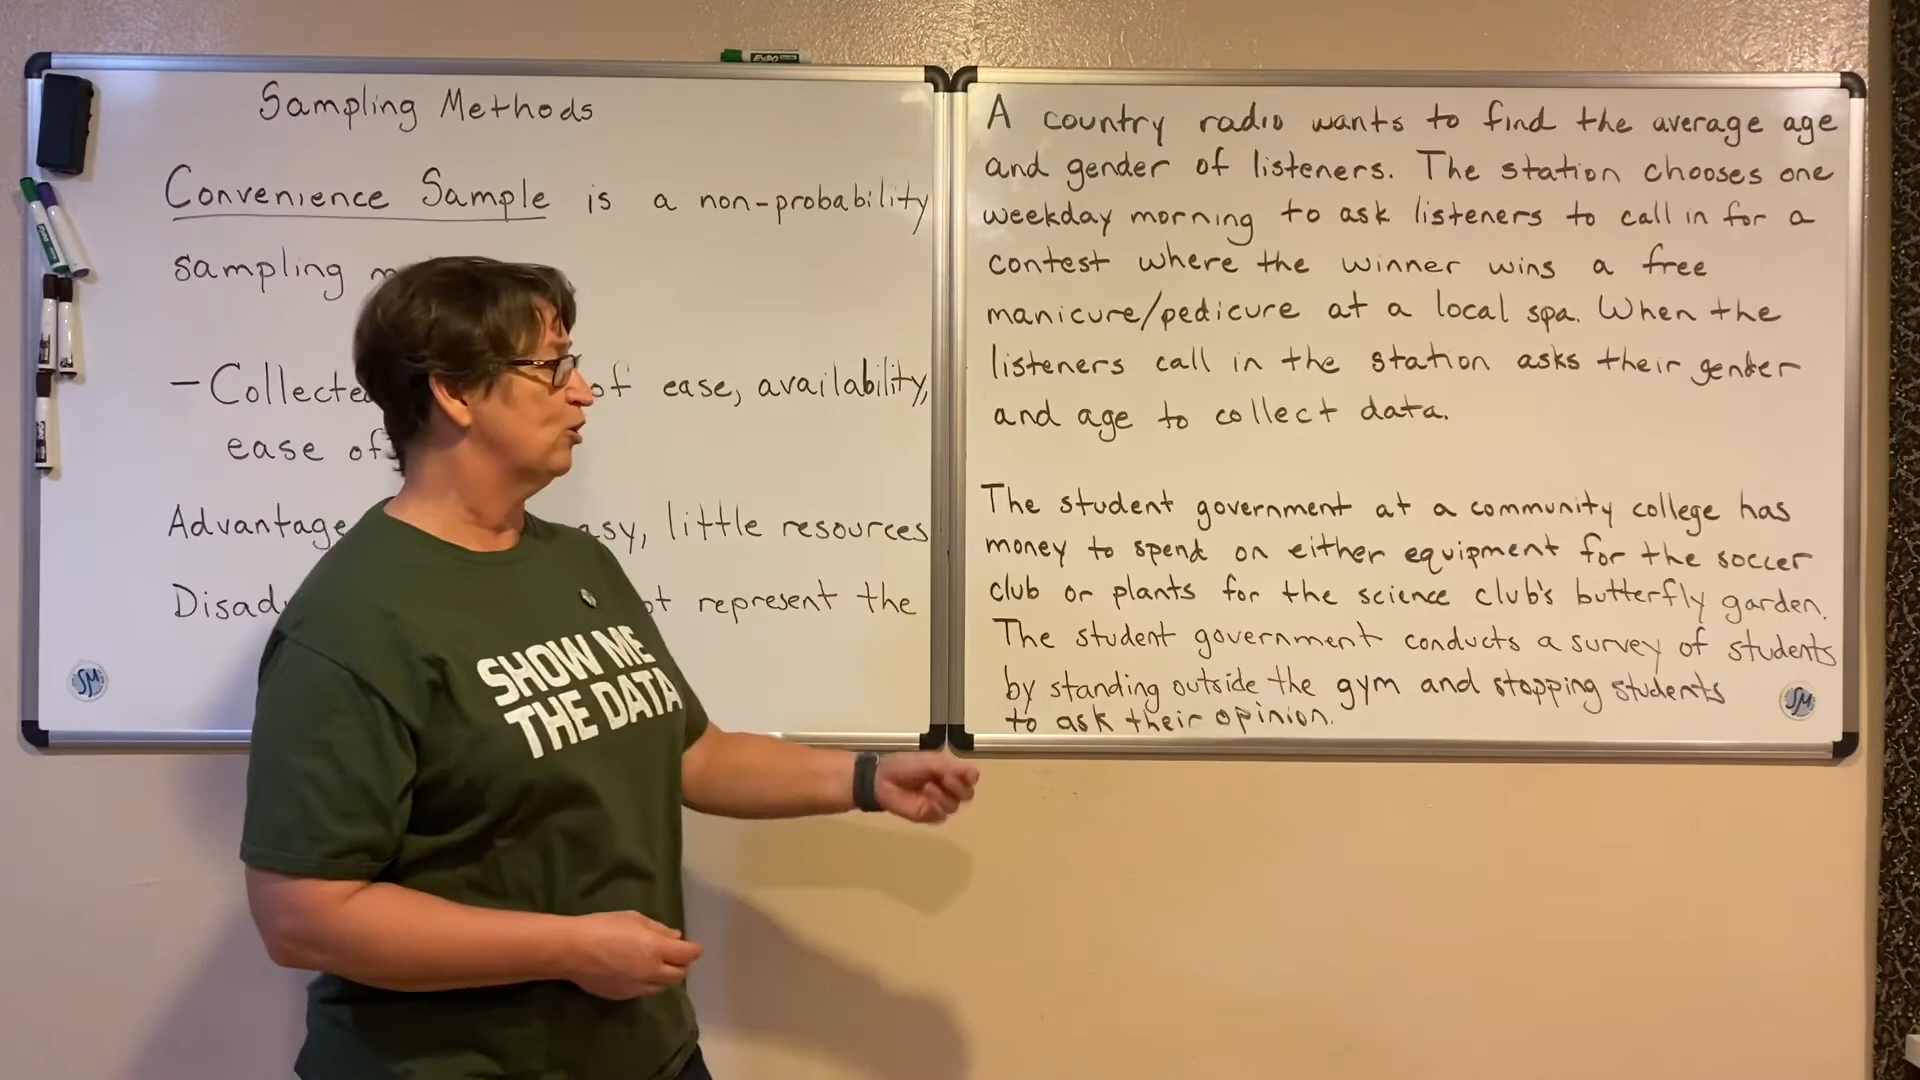 EXPO
Sampling Methods
Convenience Sample is a non-probability
sampling
- Collected of ease, availability,
ease of
Advantage easy, little resources
not represent the
SM
A country radio wants to find the average age
and gender of listeners. The station chooses one
weekday morning to ask listeners to call in for a
contest where the winner wins a free
manicure/pedicure at a local spa. When the
listeners call in the station asks their gender
and age to collect data.
The student government at a community college has
money to spend on either equipment for the soccer
club or plants for the science club's butterfly garden.
The student government conducts a survey of students
by standing outside the gym and stopping students
to ask their opinion.
SM
SHOW ME
THE DATA